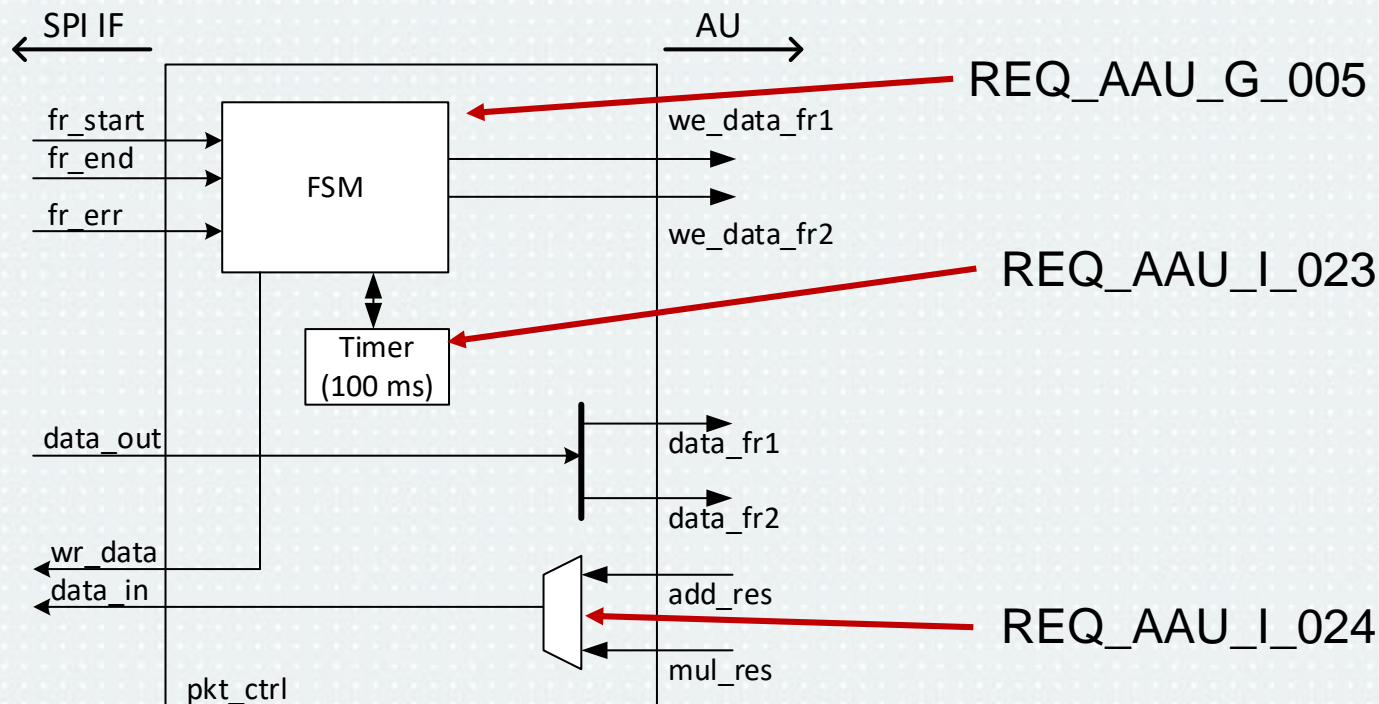 SPI IF
AU
REQ_AAU_G_005
fr_start
we_data_fr1
fr_end
FSM
fr_err
we_data_fr2
REQ_AAU_I_023
Timer
(100 ms)
data_out
data_fr1
data_fr2
wr_data
data_in
add_res
REQ_AAU_I_024
mul_res
pkt_ctrl